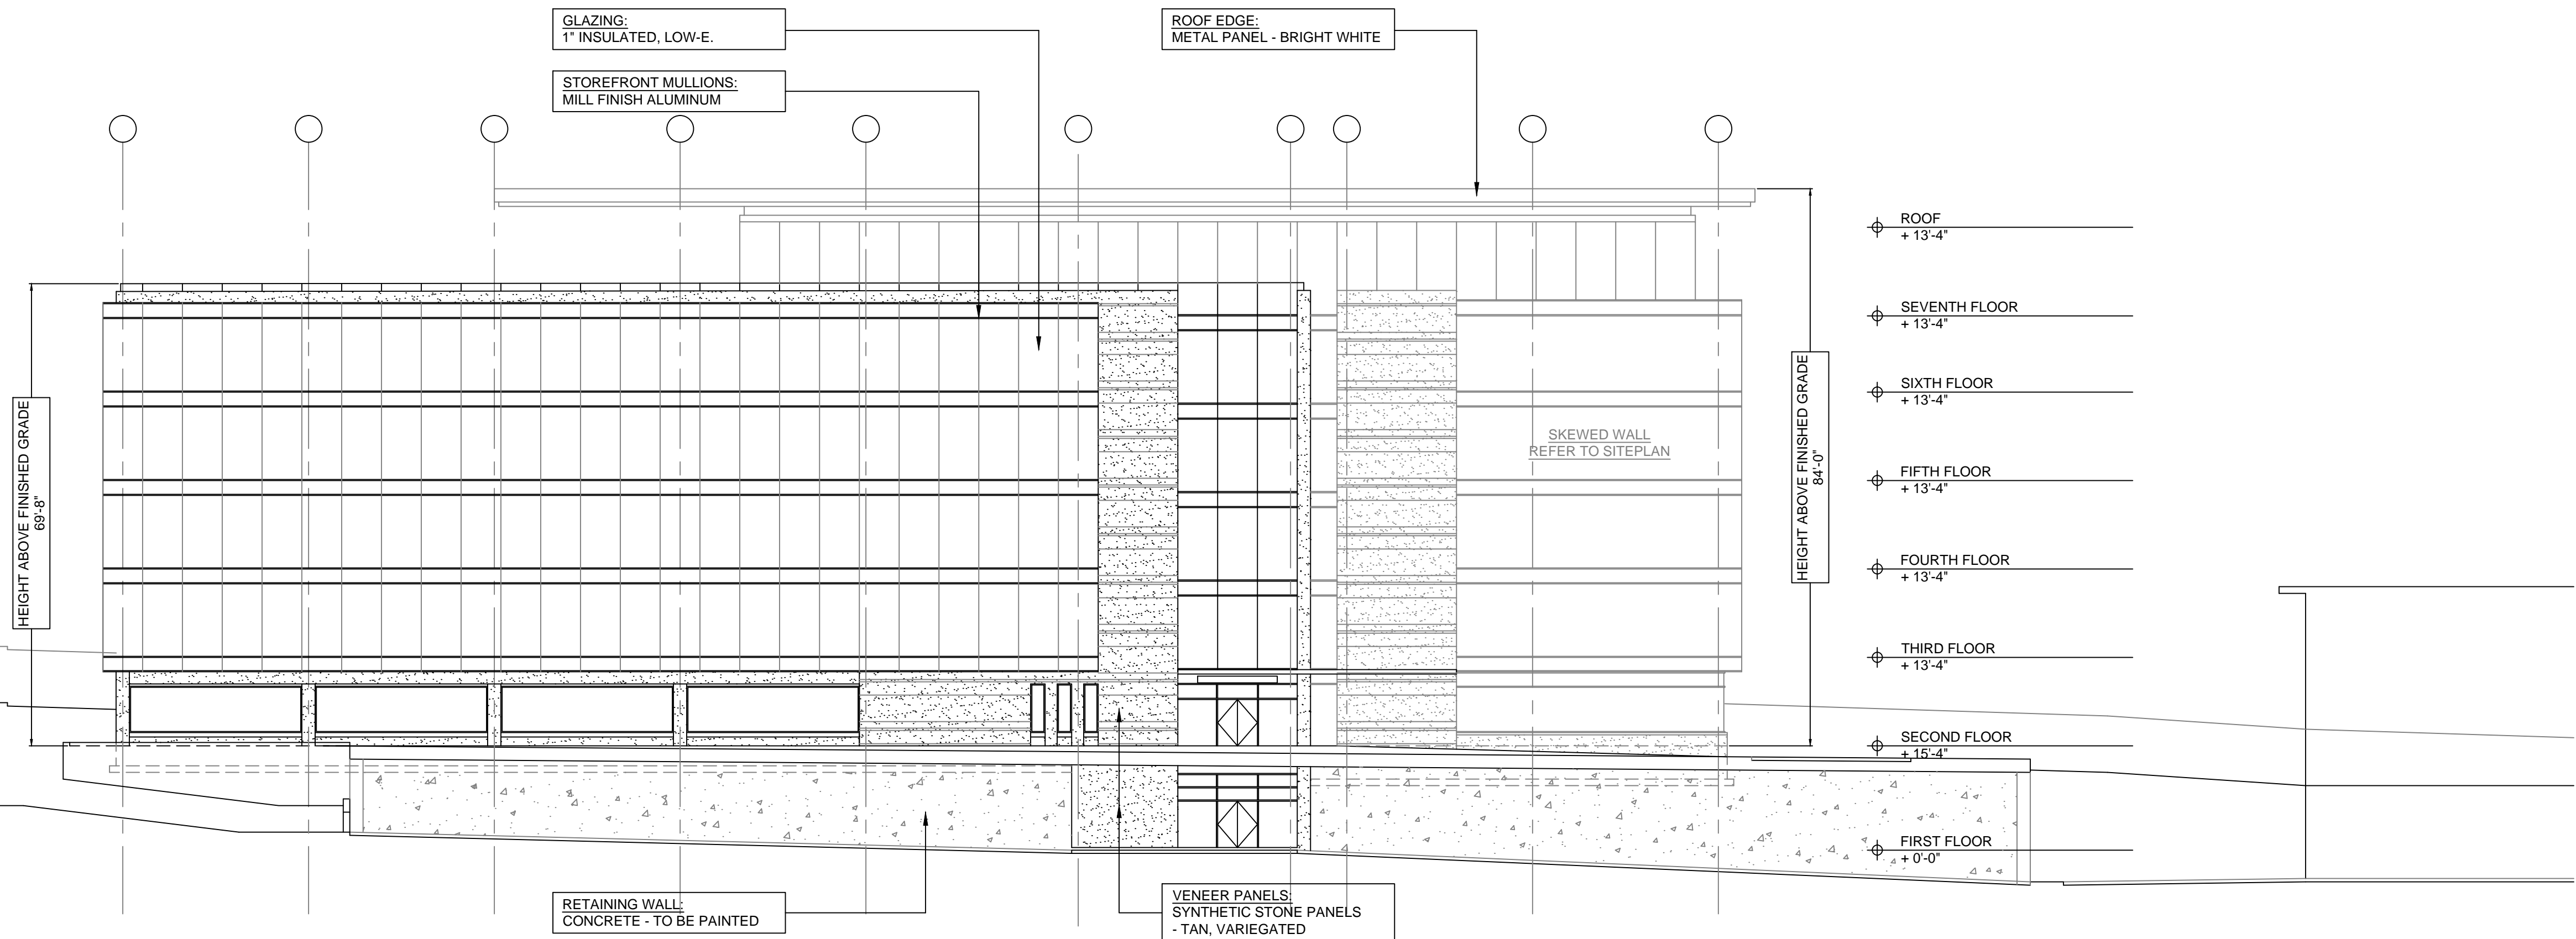 GLAZING:
1" INSULATED, LOW-E.
ROOF EDGE:
METAL PANEL - BRIGHT WHITE
STOREFRONT MULLIONS:
MILL FINISH ALUMINUM
HEIGHT ABOVE FINISHED GRADE
69'-8"
SKEWED WALL
REFER TO SITEPLAN
HEIGHT ABOVE FINISHED GRADE
84'-0"
ROOF
+ 13'-4"
SEVENTH FLOOR
+ 13'-4"
SIXTH FLOOR
+ 13'-4"
FIFTH FLOOR
+ 13'-4"
FOURTH FLOOR
+ 13'-4"
THIRD FLOOR
+ 13'-4"
SECOND FLOOR
+ 15'-4"
FIRST FLOOR
+ 0'-0"
RETAINING WALL:
CONCRETE - TO BE PAINTED
VENEER PANELS:
SYNTHETIC STONE PANELS
- TAN, VARIEGATED